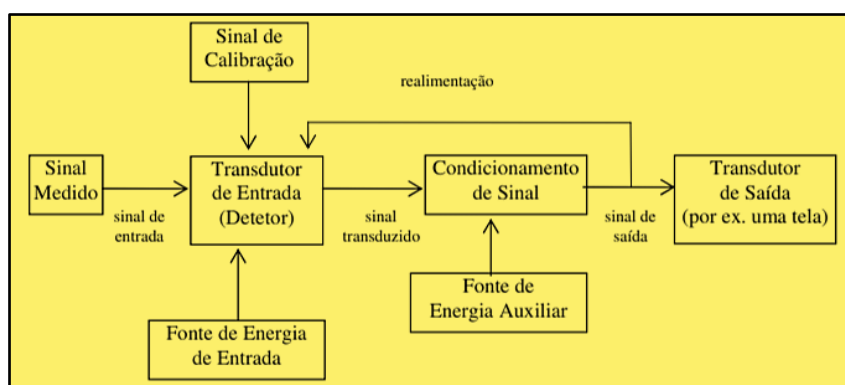 Sinal de
Calibração
realimentação
Sinal
Medido
sinal de
entrada
Transdutor
de Entrada
(Detetor)
sinal
transduzido
Condicionamento
de Sinal
sinal de
saída
Transdutor
de Saída
(por ex. uma tela)
Fonte de Energia
de Entrada
Fonte de
Energia Auxiliar